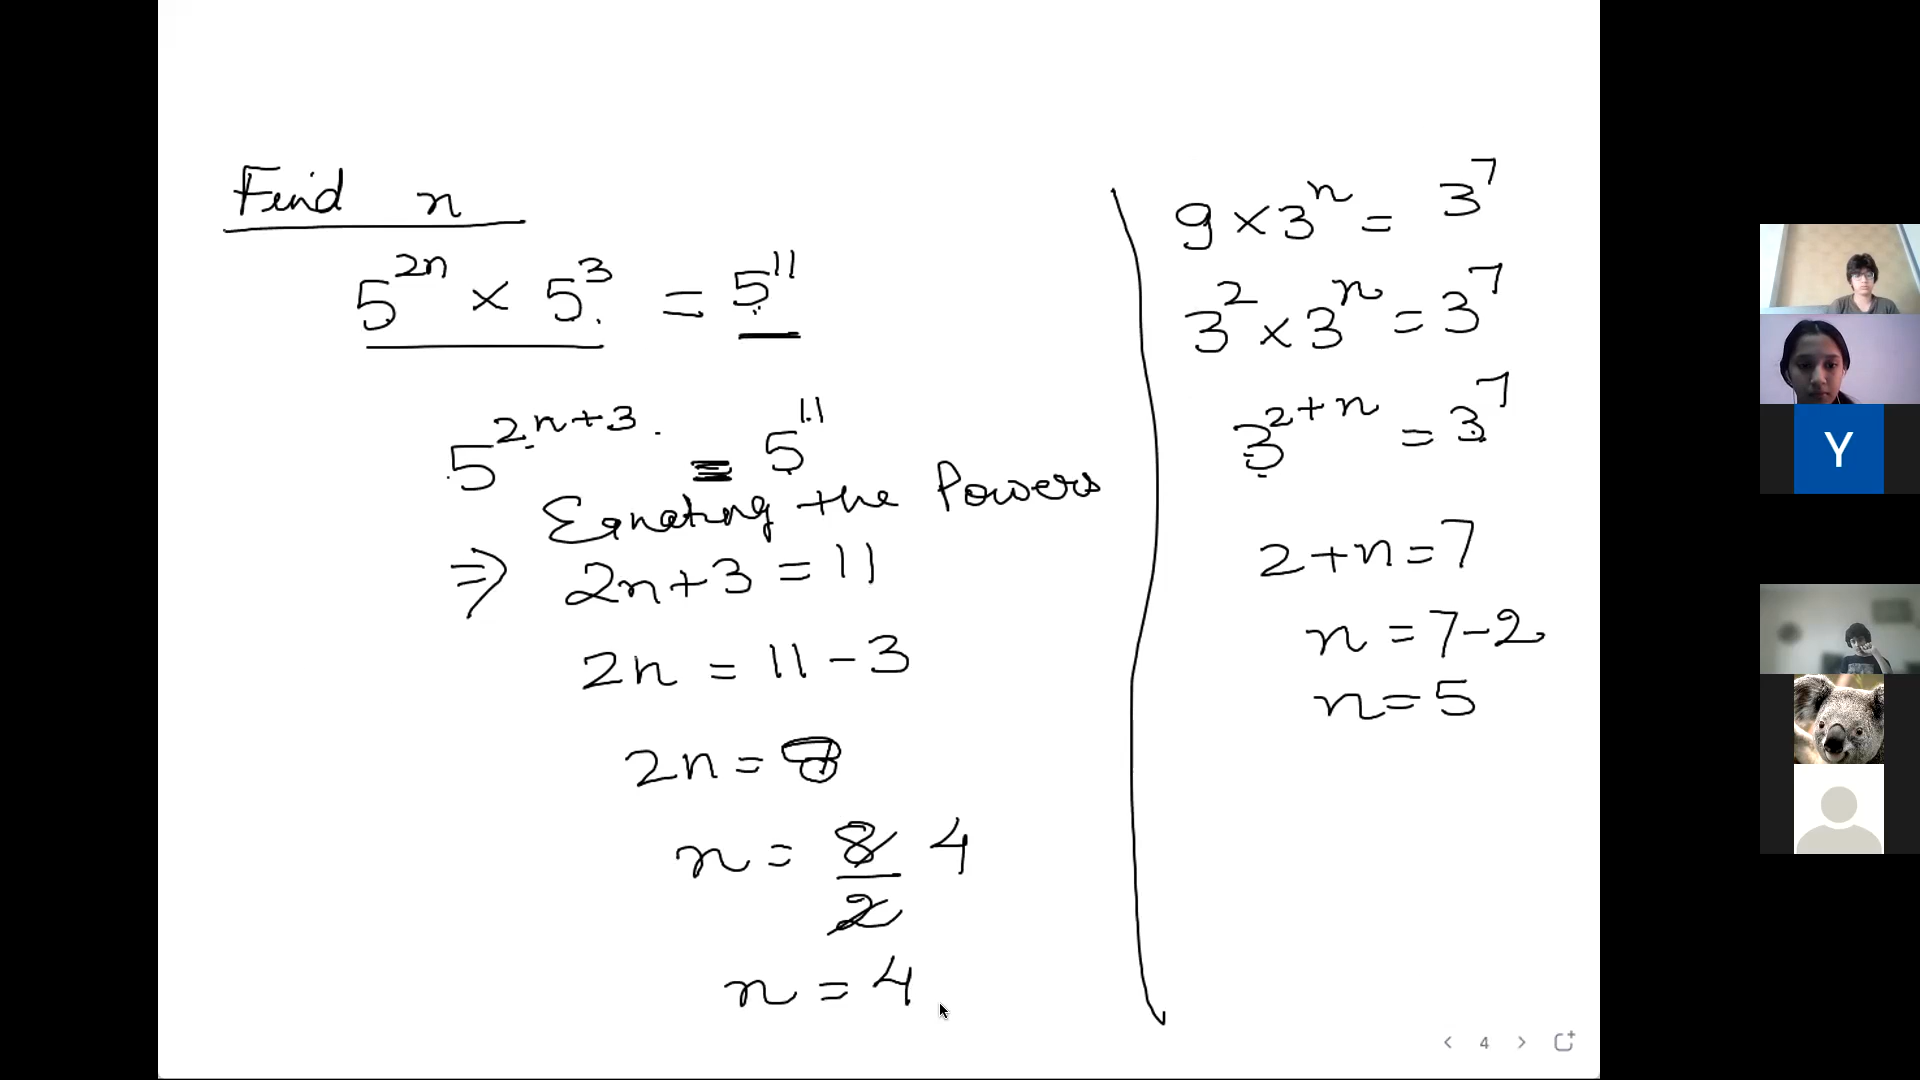 Find n
5^2n × 5^3 = 5^11
5^2n+3 = 5^11
Equating the Powers
⇒ 2n+3 = 11
2n = 11-3
2n = 8
n = 8/2 4
n = 4
9 × 3^n = 3^7
3^2 × 3^n = 3^7
3^2+n = 3^7
2+n=7
n = 7-2
n = 5
Y
< 4 >